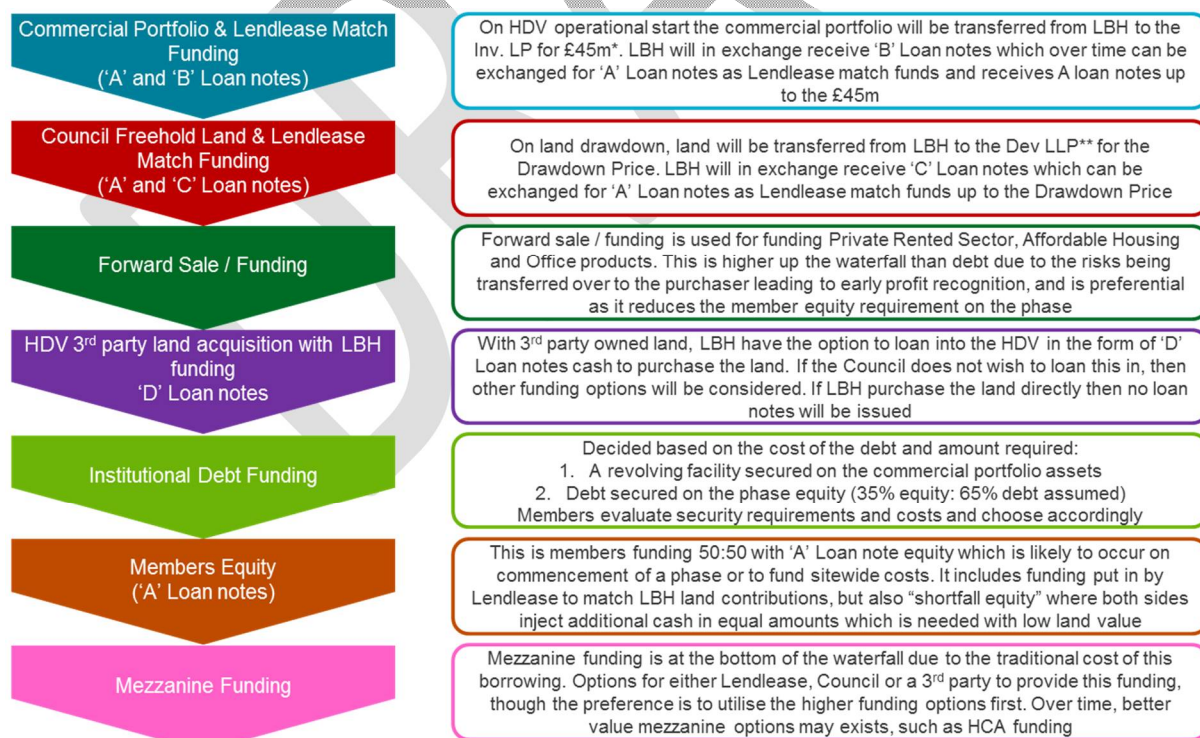 Commercial Portfolio & Lendlease Match
Funding
('A' and 'B' Loan notes)
On HDV operational start the commercial portfolio will be transferred from LBH to the
Inv. LP for £45m*. LBH will in exchange receive 'B' Loan notes which over time can be
exchanged for 'A' Loan notes as Lendlease match funds and receives A loan notes up
to the £45m
Council Freehold Land & Lendlease
Match Funding
('A' and 'C' Loan notes)
On land drawdown, land will be transferred from LBH to the Dev LLP** for the
Drawdown Price. LBH will in exchange receive 'C' Loan notes which can be
exchanged for 'A' Loan notes as Lendlease match funds up to the Drawdown Price
Forward Sale / Funding
Forward sale / funding is used for funding Private Rented Sector, Affordable Housing
and Office products. This is higher up the waterfall than debt due to the risks being
transferred over to the purchaser leading to early profit recognition, and is preferential
as it reduces the member equity requirement on the phase
HDV 3rd party land acquisition with LBH
funding
'D' Loan notes
With 3rd party owned land, LBH have the option to loan into the HDV in the form of 'D'
Loan notes cash to purchase the land. If the Council does not wish to loan this in, then
other funding options will be considered. If LBH purchase the land directly then no loan
notes will be issued
Institutional Debt Funding
Decided based on the cost of the debt and amount required:
1. A revolving facility secured on the commercial portfolio assets
2. Debt secured on the phase equity (35% equity: 65% debt assumed)
Members evaluate security requirements and costs and choose accordingly
Members Equity
('A' Loan notes)
This is members funding 50:50 with 'A' Loan note equity which is likely to occur on
commencement of a phase or to fund sitewide costs. It includes funding put in by
Lendlease to match LBH land contributions, but also "shortfall equity" where both sides
inject additional cash in equal amounts which is needed with low land value
Mezzanine Funding
Mezzanine funding is at the bottom of the waterfall due to the traditional cost of this
borrowing. Options for either Lendlease, Council or a 3rd party to provide this funding,
though the preference is to utilise the higher funding options first. Over time, better
value mezzanine options may exists, such as HCA funding